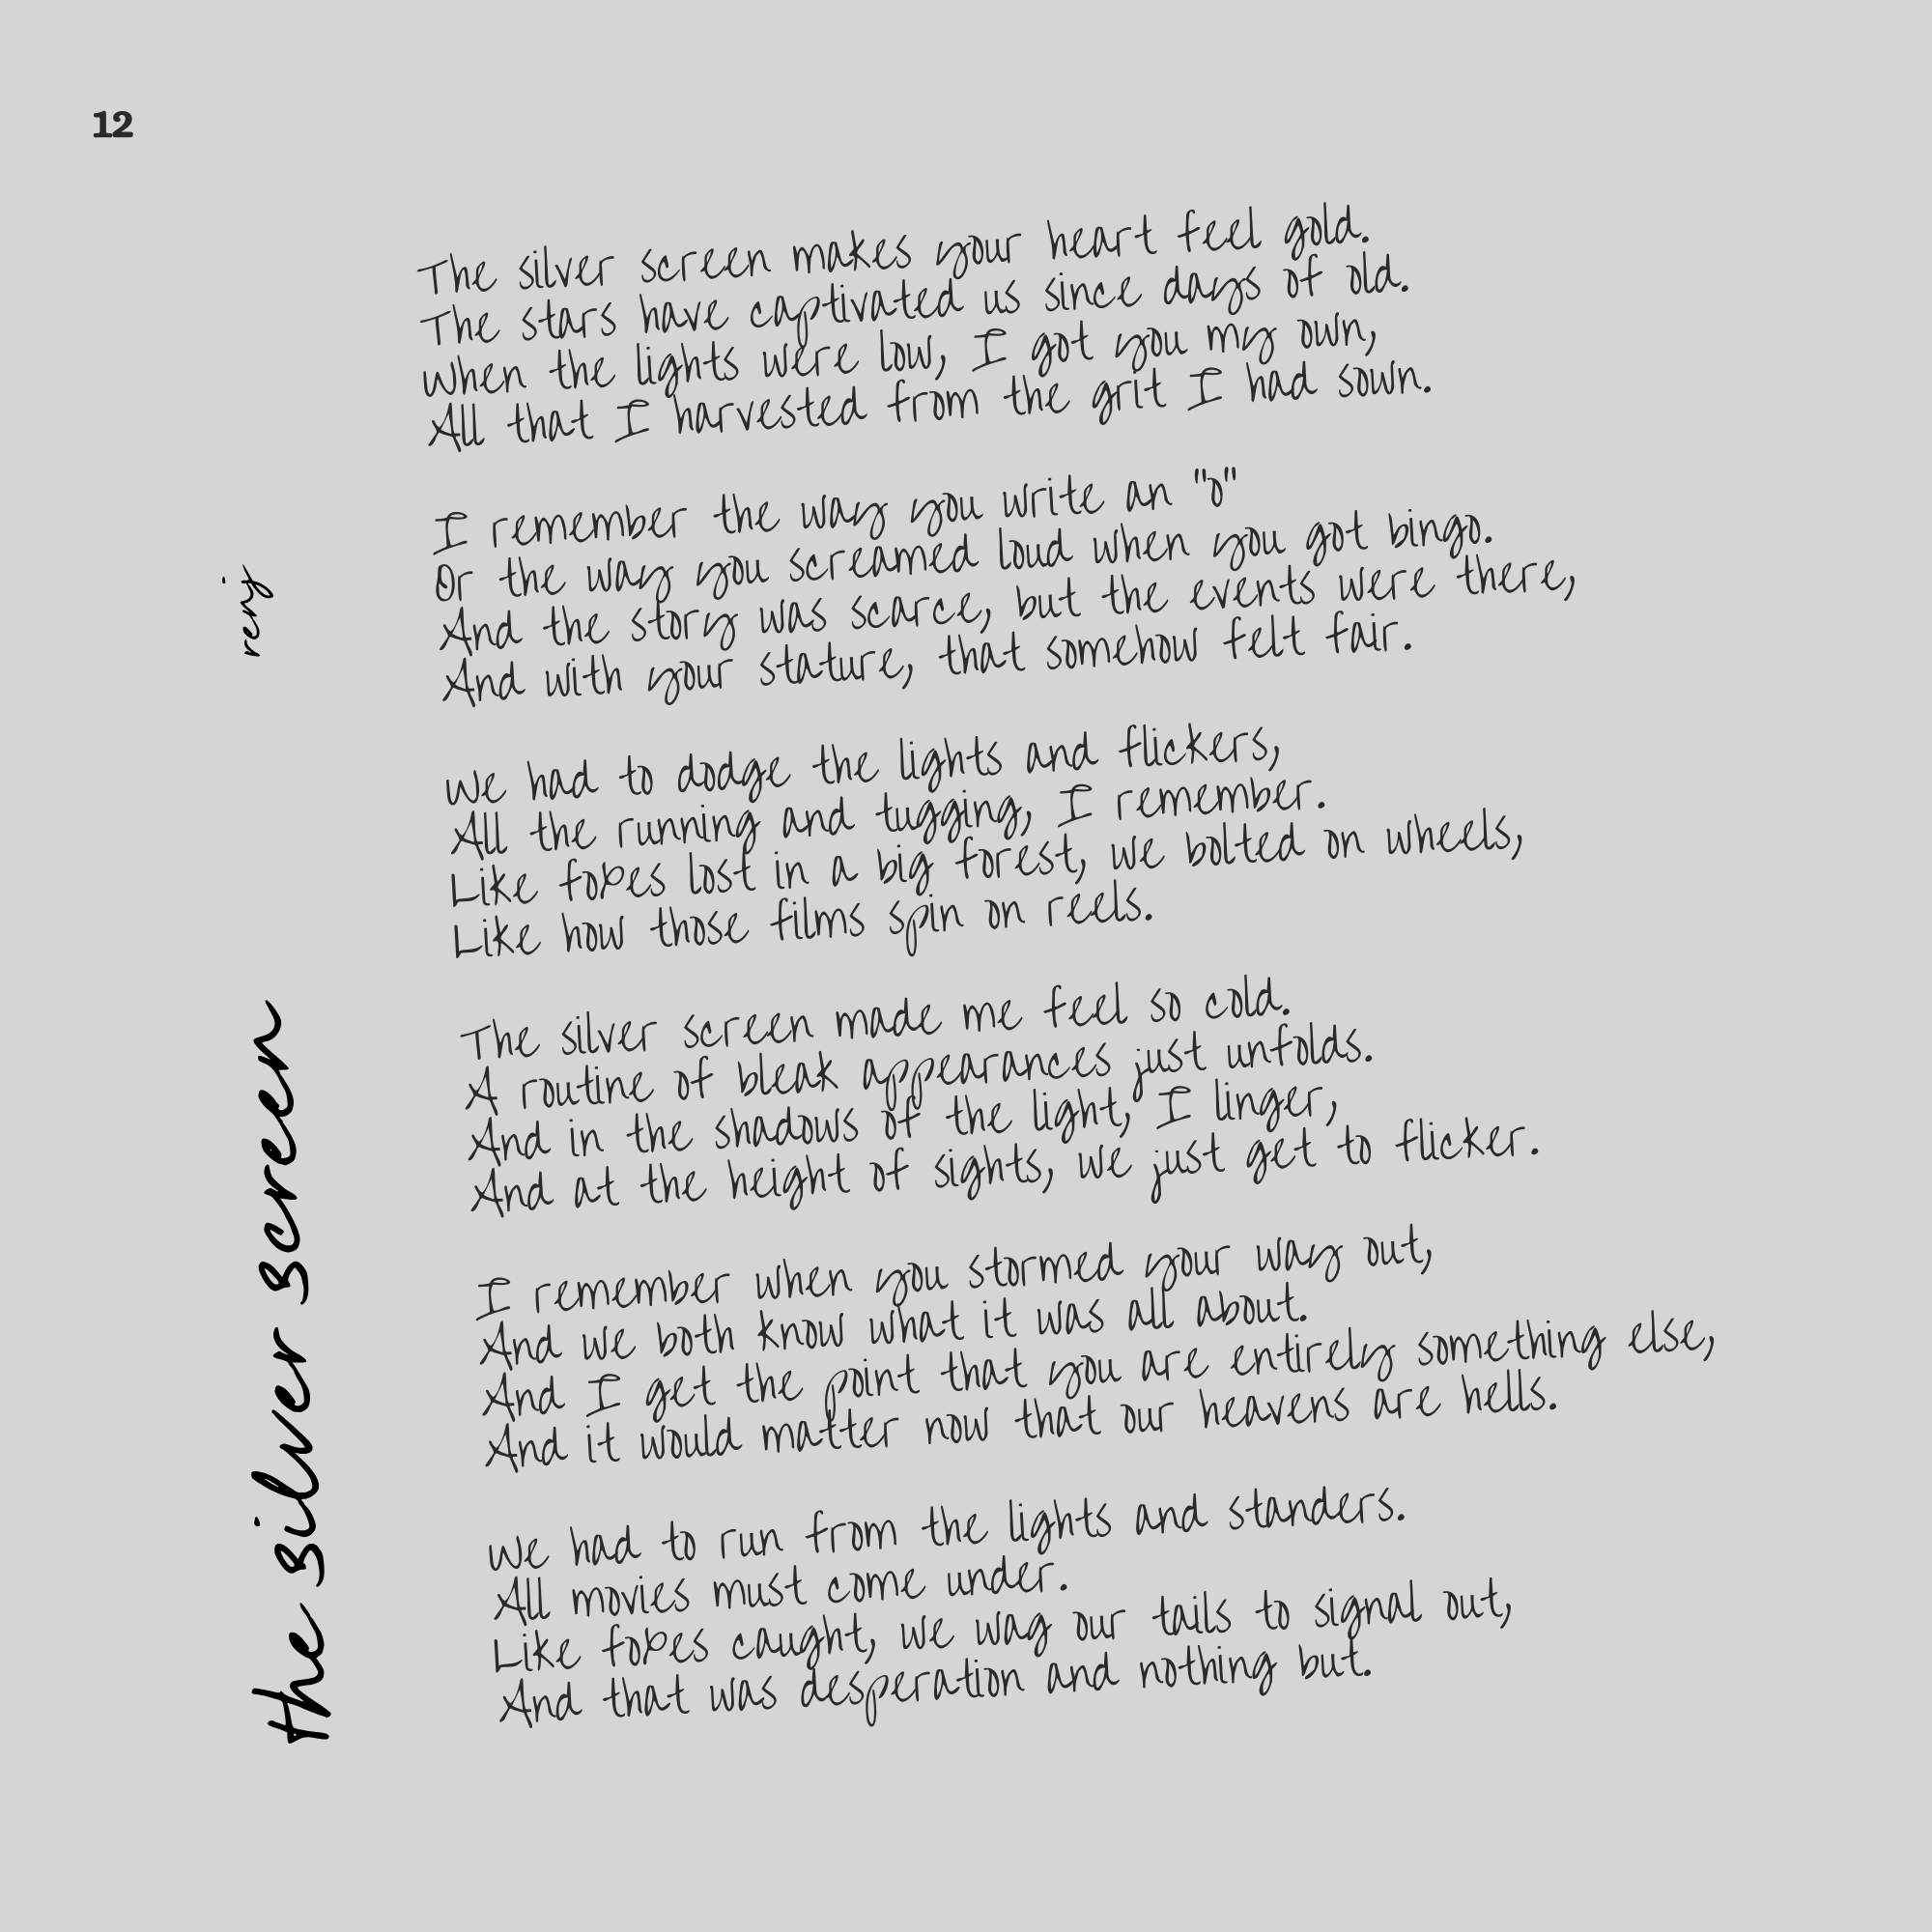 12
the silver screen
reij
The silver screen makes your heart feel gold.
The stars have captivated us since days of old.
When the lights were low, I got you my own,
All that I harvested from the grit I had sown.
I remember the way you write an "o"
Or the way you screamed loud when you got bingo.
And the story was scarce, but the events were there,
And with your stature, that somehow felt fair.
We had to dodge the lights and flickers,
All the running and tugging, I remember.
Like foxes lost in a big forest, we bolted on wheels,
Like how those films spin on reels.
The silver screen made me feel so cold.
A routine of bleak appearances just unfolds.
And in the shadows of the light, I linger,
And at the height of sights, we just get to flicker.
I remember when you stormed your way out,
And we both know what it was all about.
And I get the point that you are entirely something else,
And it would matter now that our heavens are hells.
We had to run from the lights and standers.
All movies must come under.
Like foxes caught, we wag our tails to signal out,
And that was desperation and nothing but.